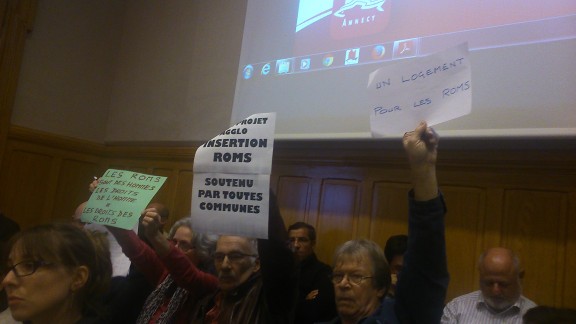 ANNECY
UN LOGEMENT
POUR LES ROMS
PROJET
AGGLO
INSERTION
ROMS
SOUTENU
PAR TOUTES
COMMUNES
LES ROMS
SONT DES HOMMES
LES DROITS
DE L'HOMME =
LES DROITS DES
ROMS